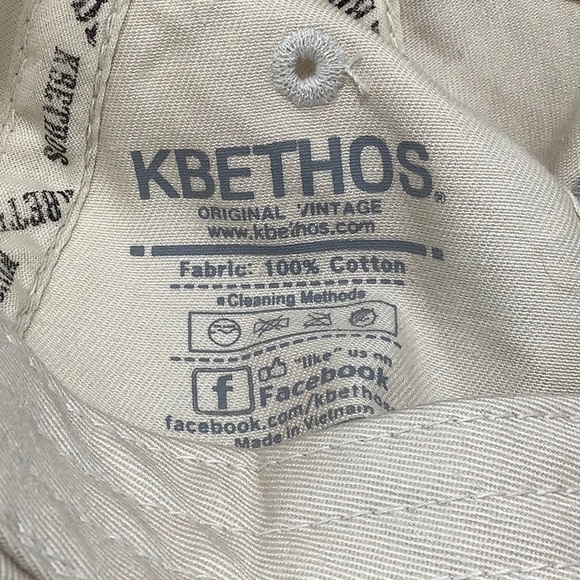 KBETHOS
KBETHOS®
ORIGINAL VINTAGE
www.kbethos.com
Fabric: 100% Cotton
Cleaning Methods
"like" us on
f Facebook
facebook.com/kbethos
Made in Vietnam